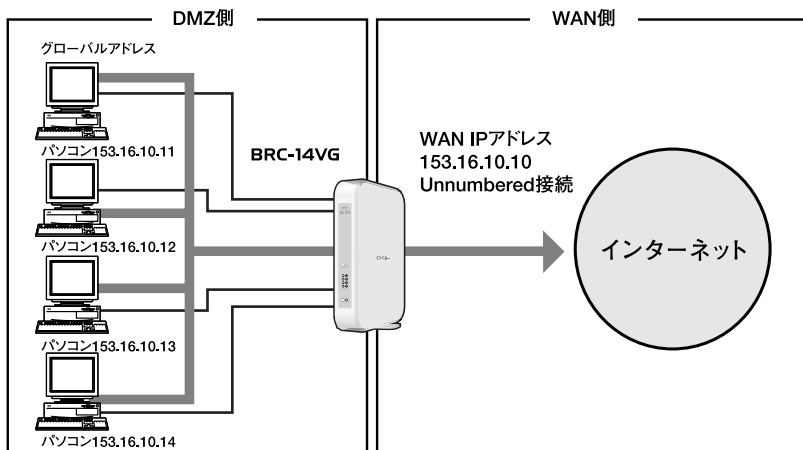 DMZ側
WAN側
グローバルアドレス
パソコン153.16.10.11
BRC-14VG
WAN IPアドレス
153.16.10.10
Unnumbered接続
パソコン153.16.10.12
インターネット
パソコン153.16.10.13
パソコン153.16.10.14